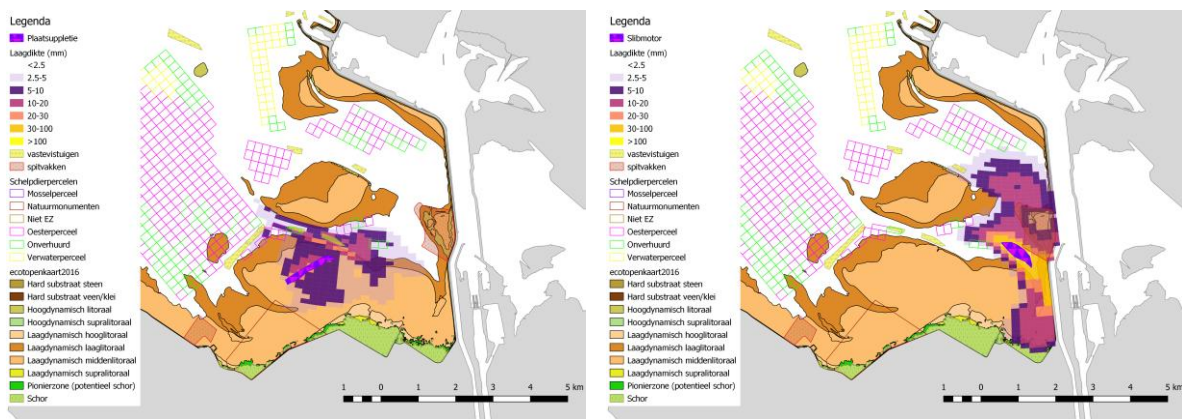 Legenda
Plaatsuppletie
Laagdikte (mm)
<2.5
2.5-5
5-10
10-20
20-30
30-100
>100
vastevistuigen
spitvakken
Schelpdierpercelen
Mosselperceel
Natuurmonumenten
Niet EZ
Oesterperceel
Onverhuurd
Verwaterperceel
ecotopenkaart2016
Hard substraat steen
Hard substraat veen/klei
Hoogdynamisch litoraal
Hoogdynamisch supralitoraal
Laagdynamisch hooglitoraal
Laagdynamisch laaglitoraal
Laagdynamisch middenlitoraal
Laagdynamisch supralitoraal
Pionierzone (potentieel schor)
Schor
1 0 1 2 3 4 5 km
Legenda
Slibmotor
Laagdikte (mm)
<2.5
2.5-5
5-10
10-20
20-30
30-100
>100
vastevistuigen
spitvakken
Schelpdierpercelen
Mosselperceel
Natuurmonumenten
Niet EZ
Oesterperceel
Onverhuurd
Verwaterperceel
ecotopenkaart2016
Hard substraat steen
Hard substraat veen/klei
Hoogdynamisch litoraal
Hoogdynamisch supralitoraal
Laagdynamisch hooglitoraal
Laagdynamisch laaglitoraal
Laagdynamisch middenlitoraal
Laagdynamisch supralitoraal
Pionierzone (potentieel schor)
Schor
1 0 1 2 3 4 5 km